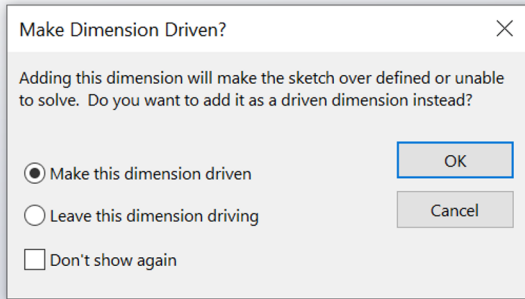 Make Dimension Driven?
Adding this dimension will make the sketch over defined or unable
to solve.  Do you want to add it as a driven dimension instead?
Make this dimension driven
OK
Leave this dimension driving
Cancel
Don't show again